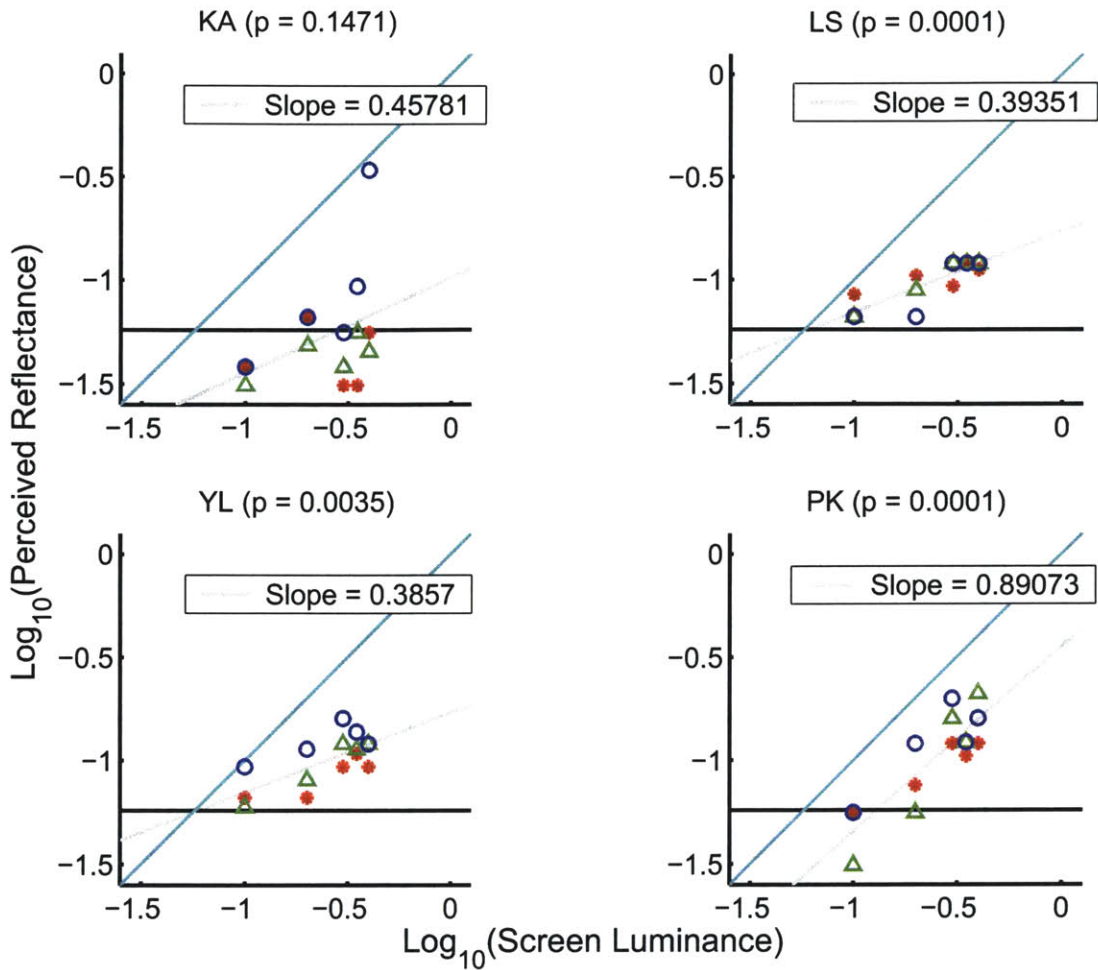 KA (p = 0.1471)
LS (p = 0.0001)
0
−0.5
−1
−1.5
Slope = 0.45781
−1.5 −1 −0.5 0
0
−0.5
−1
−1.5
Slope = 0.39351
−1.5 −1 −0.5 0
YL (p = 0.0035)
PK (p = 0.0001)
0
−0.5
−1
−1.5
Slope = 0.3857
−1.5 −1 −0.5 0
0
−0.5
−1
−1.5
Slope = 0.89073
−1.5 −1 −0.5 0
Log10(Perceived Reflectance)
Log10(Screen Luminance)